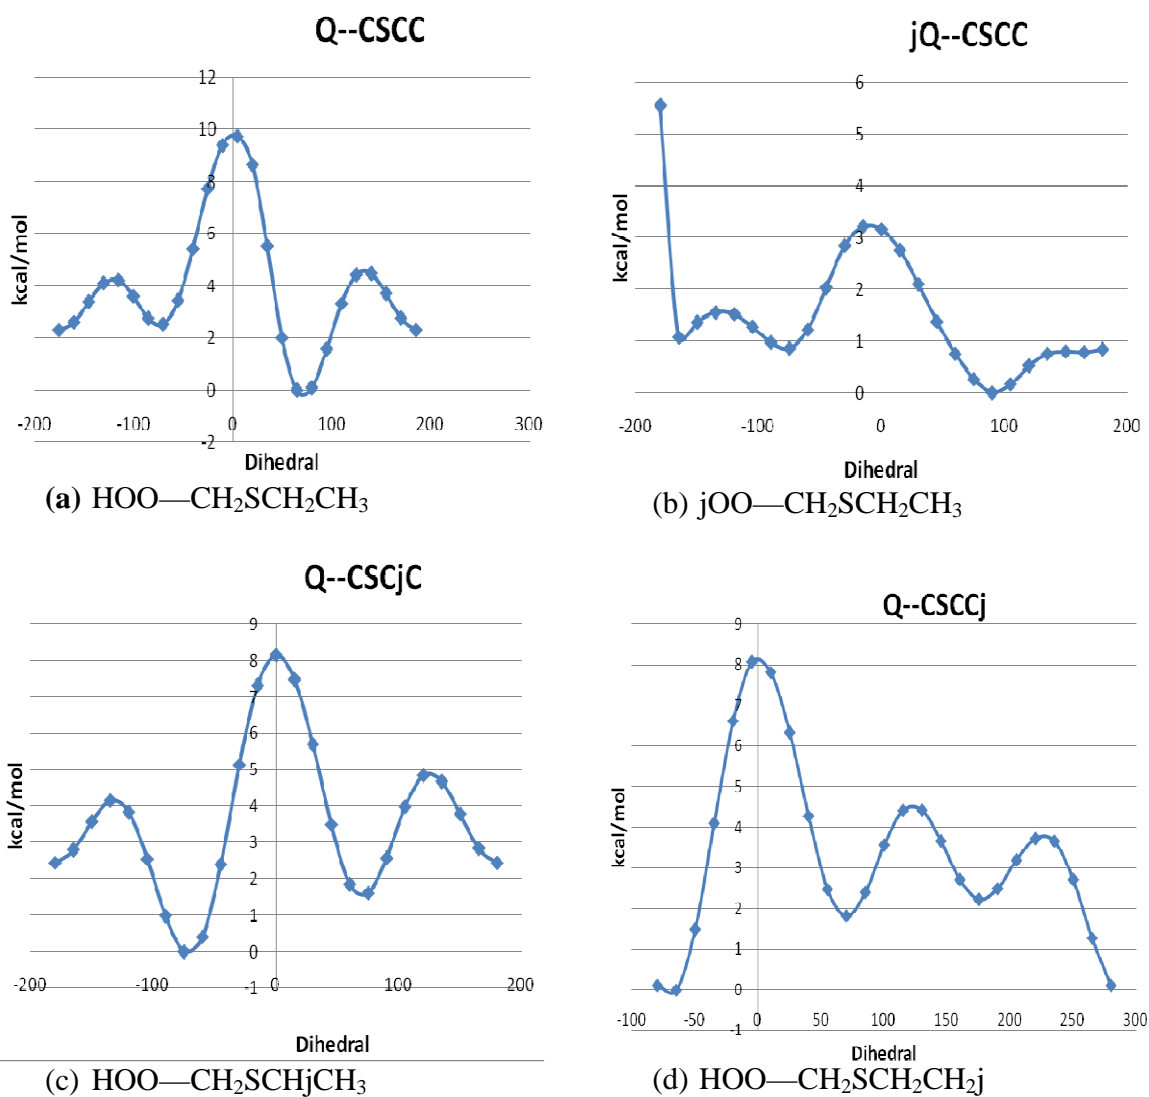 Q--CSCC
12
10
8
6
4
2
0
-2
-200 -100 0 100 200 300
kcal/mol
Dihedral
(a) HOO—CH₂SCH₂CH₃
jQ--CSCC
6
5
4
3
2
1
0
-200 -100 0 100 200
kcal/mol
Dihedral
(b) jOO—CH₂SCH₂CH₃
Q--CSCjC
9
8
7
6
5
4
3
2
1
0
-1
-200 -100 0 100 200
kcal/mol
Dihedral
(c) HOO—CH₂SCHjCH₃
Q--CSCCj
9
8
7
6
5
4
3
2
1
0
-1
-100 -50 0 50 100 150 200 250 300
kcal/mol
Dihedral
(d) HOO—CH₂SCH₂CH₂j